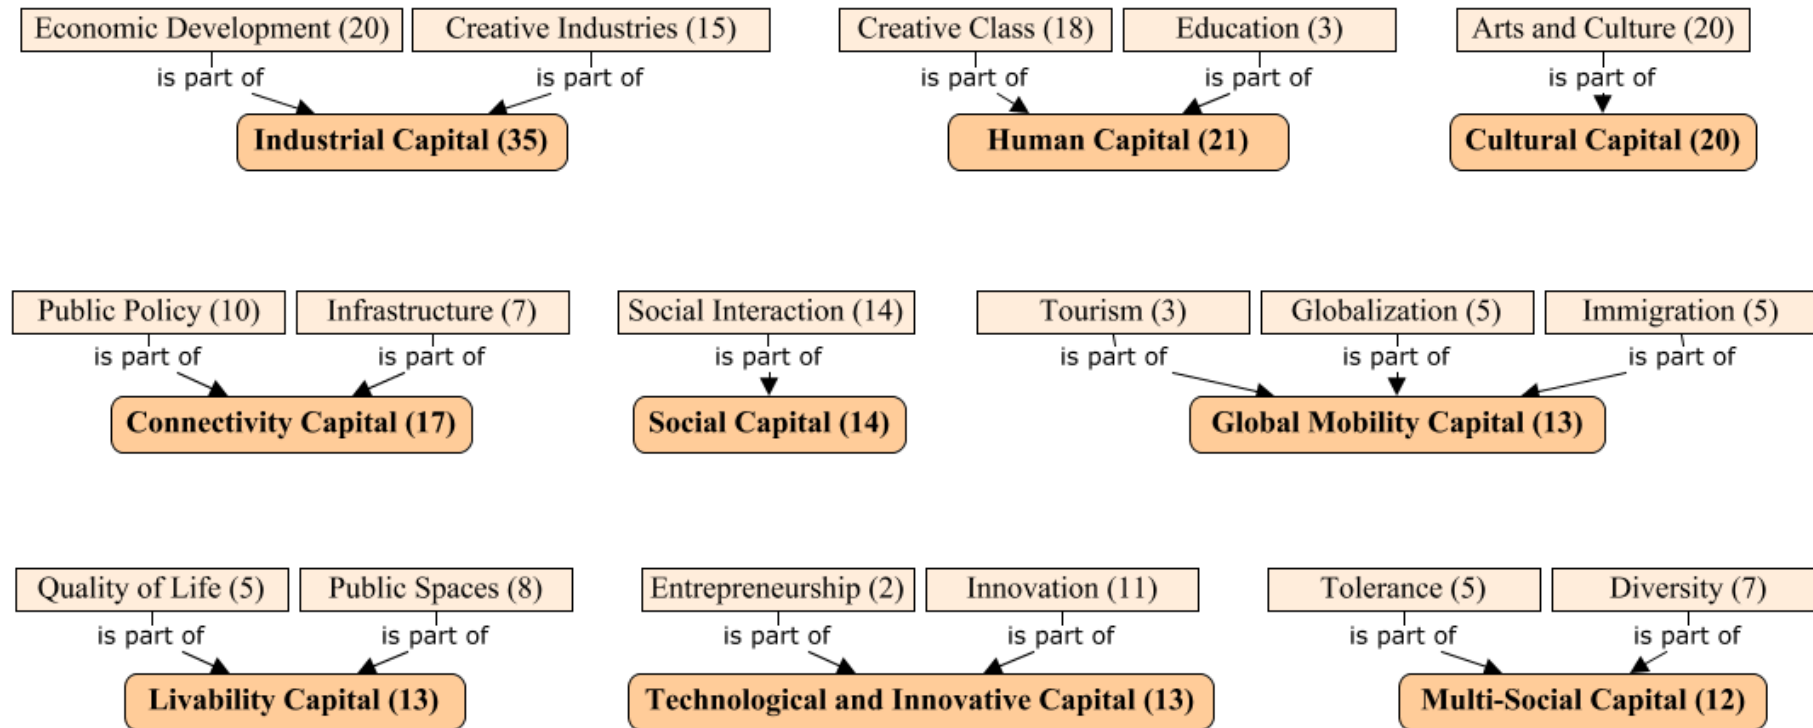 Economic Development (20)
Creative Industries (15)
Creative Class (18)
Education (3)
Arts and Culture (20)
is part of
is part of
is part of
is part of
is part of
Industrial Capital (35)
Human Capital (21)
Cultural Capital (20)
Public Policy (10)
Infrastructure (7)
Social Interaction (14)
Tourism (3)
Globalization (5)
Immigration (5)
is part of
is part of
is part of
is part of
is part of
is part of
Connectivity Capital (17)
Social Capital (14)
Global Mobility Capital (13)
Quality of Life (5)
Public Spaces (8)
Entrepreneurship (2)
Innovation (11)
Tolerance (5)
Diversity (7)
is part of
is part of
is part of
is part of
is part of
is part of
Livability Capital (13)
Technological and Innovative Capital (13)
Multi-Social Capital (12)